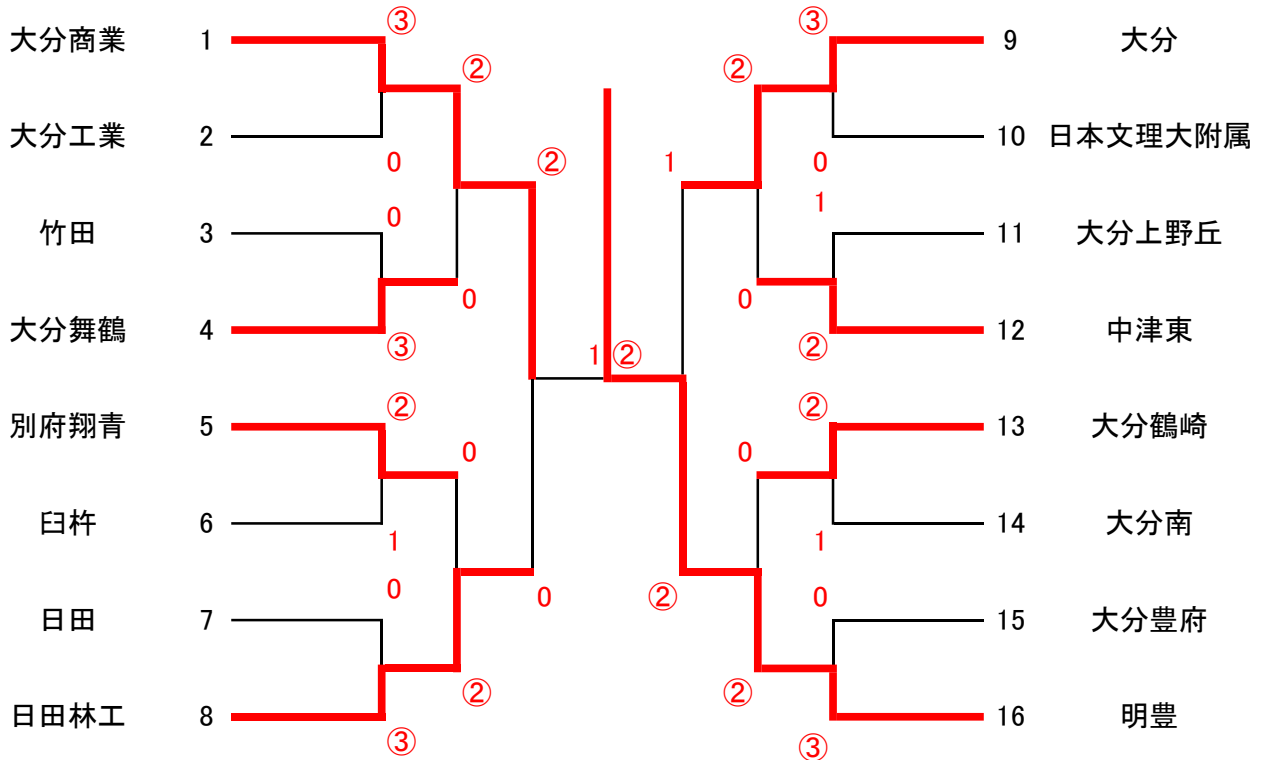 大分商業 1 ③ ③ 9 大分
② ②
大分工業 2 10 日本文理大附属
0 ② 1 0
0 1
竹田 3 11 大分上野丘
0 0
大分舞鶴 4 ③ 1 ② ② 12 中津東
別府翔青 5 ② ② 13 大分鶴崎
0 0
臼杵 6 14 大分南
1 1
0 0 ② 0
日田 7 15 大分豊府
② ②
日田林工 8 16 明豊
③ ③